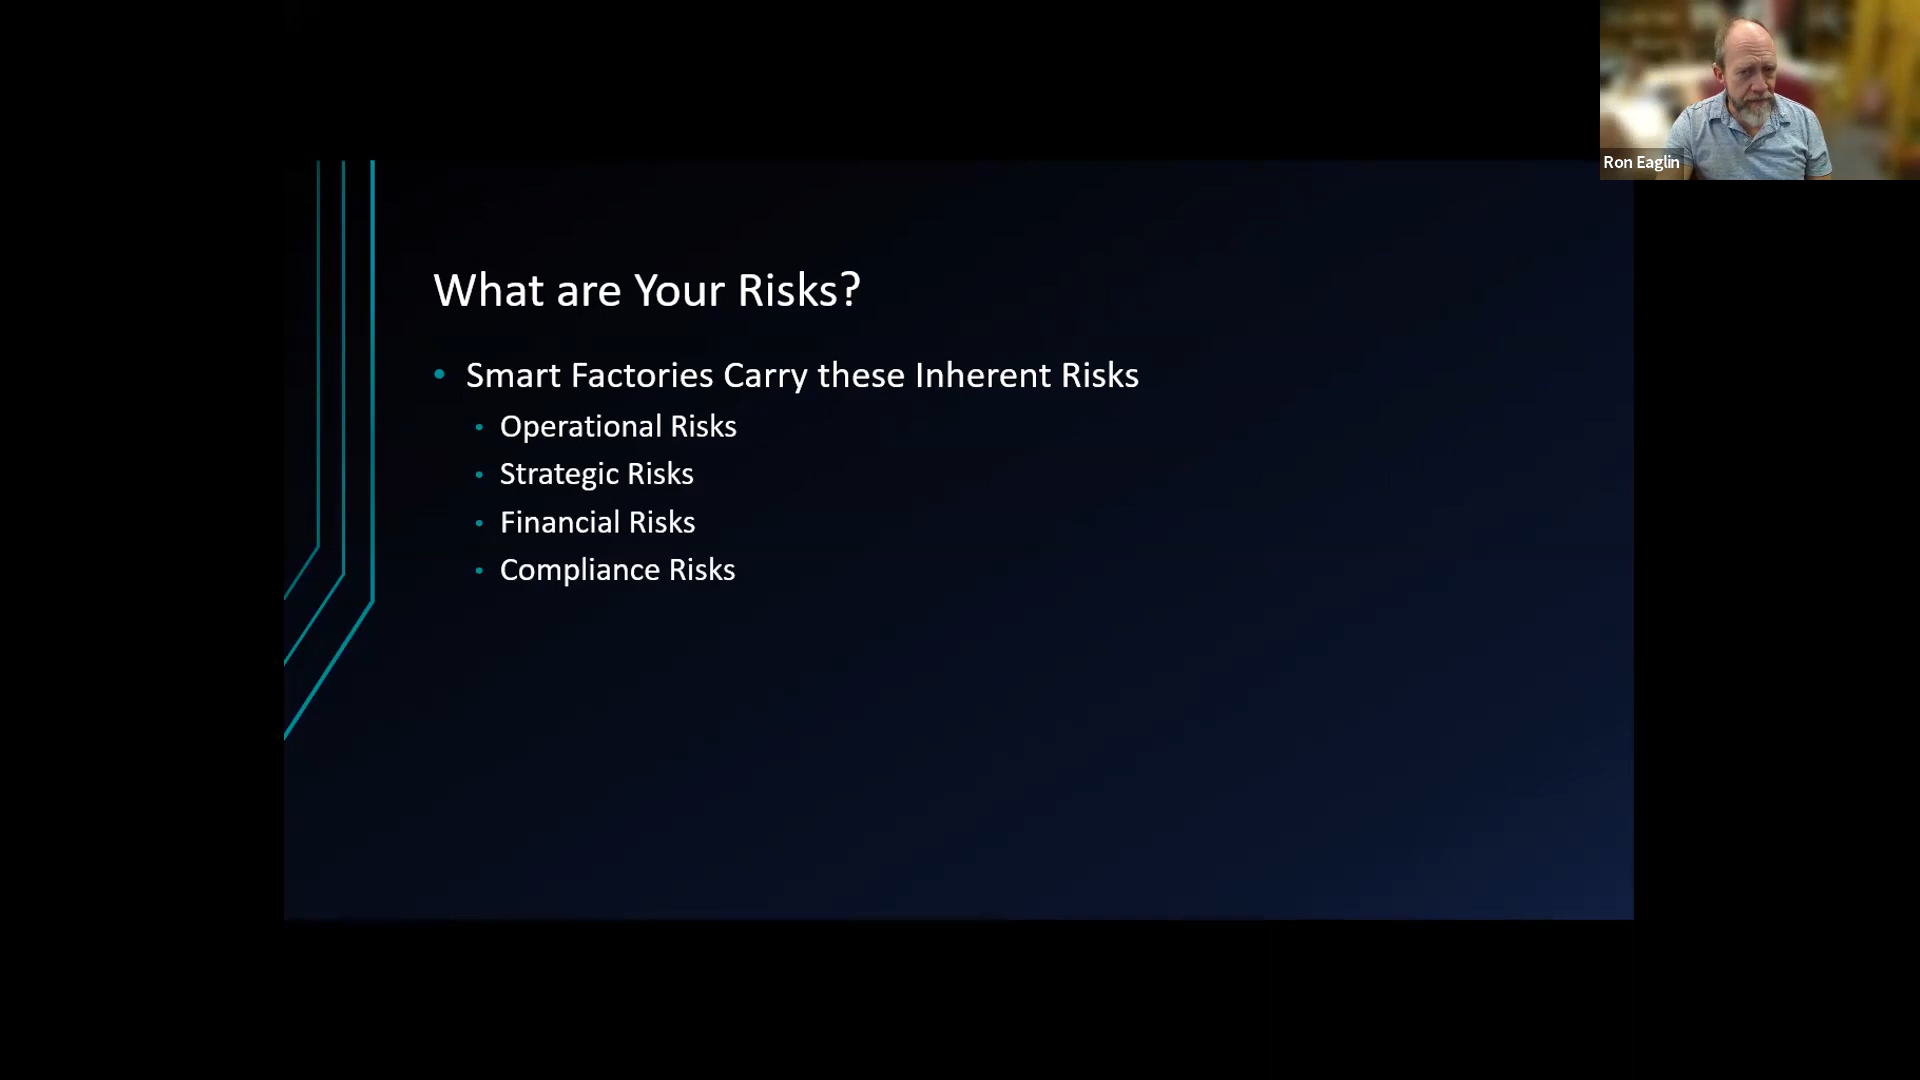 Ron Eaglin
What are Your Risks?
• Smart Factories Carry these Inherent Risks
• Operational Risks
• Strategic Risks
• Financial Risks
• Compliance Risks